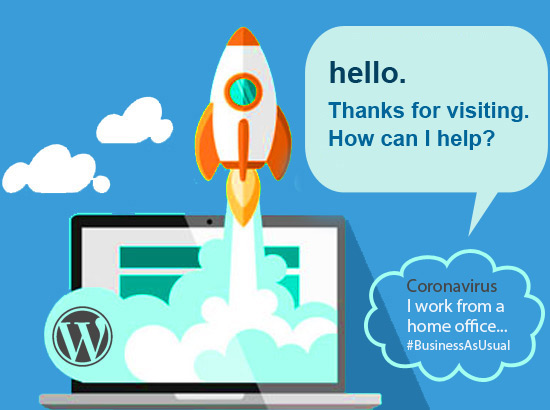 hello.
Thanks for visiting.
How can I help?
Coronavirus
I work from a
home office...
#BusinessAsUsual
W